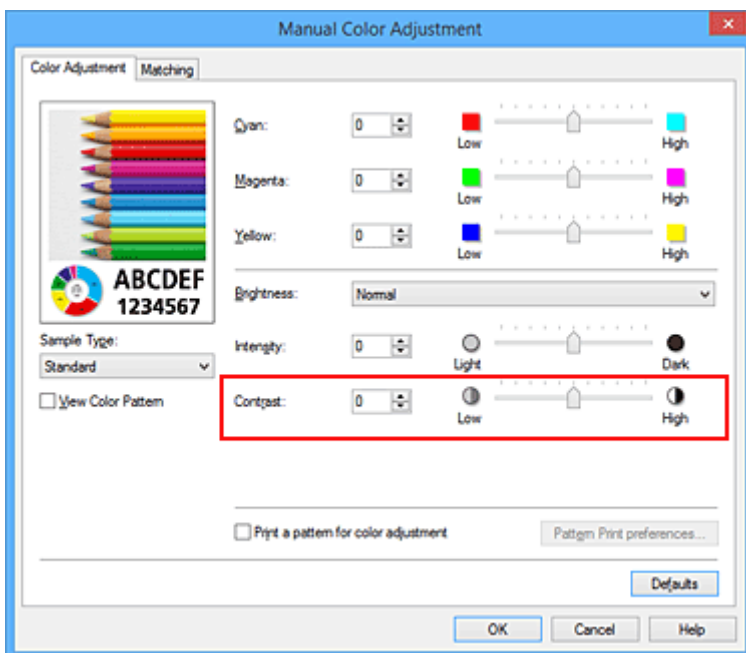 Manual Color Adjustment
Color Adjustment Matching
Cyan: 0 Low High
Magenta: 0 Low High
Yellow: 0 Low High
ABCDEF
1234567
Brightness: Normal
Sample Type:
Standard
Intensity: 0 Light Dark
View Color Pattern
Contrast: 0 Low High
Print a pattern for color adjustment Pattern Print preferences...
Defaults
OK Cancel Help